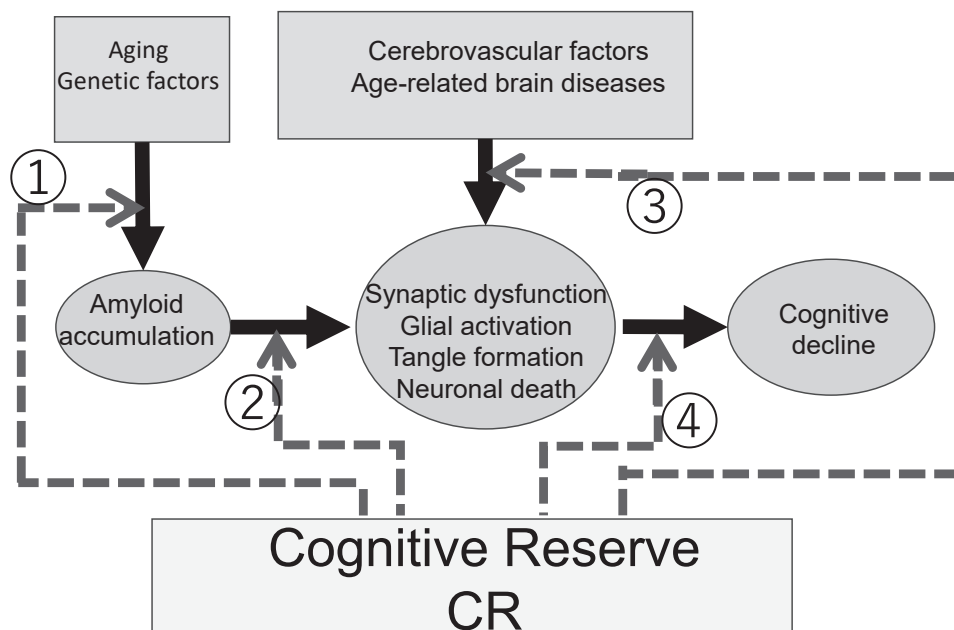 Aging
Genetic factors
Cerebrovascular factors
Age-related brain diseases
①
③
Amyloid
accumulation
Synaptic dysfunction
Glial activation
Tangle formation
Neuronal death
Cognitive
decline
②
④
Cognitive Reserve
CR